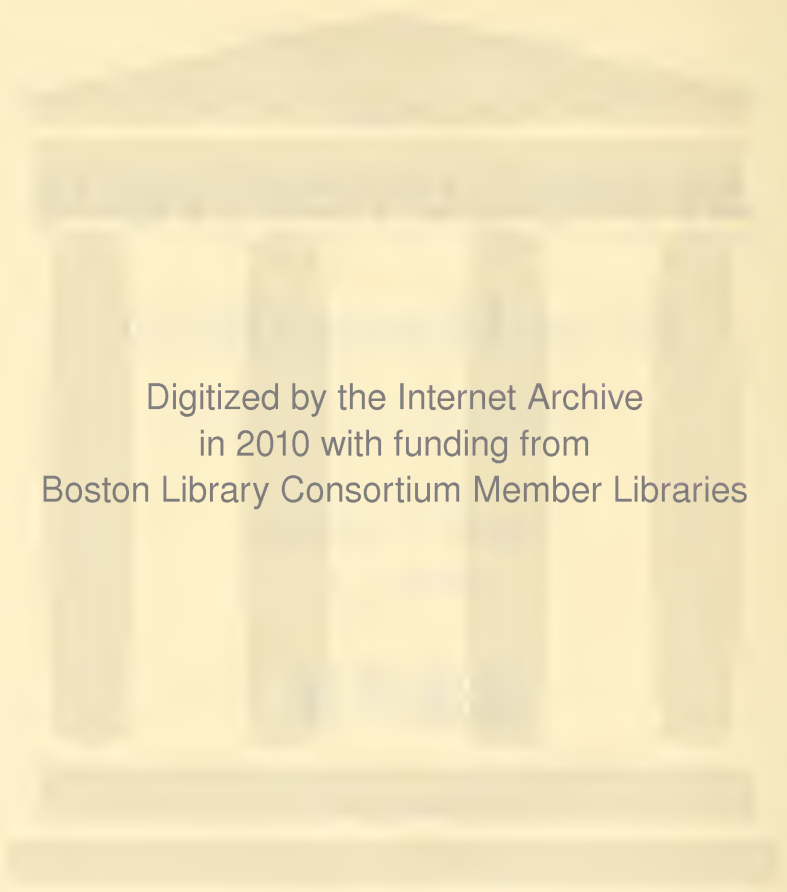 Digitized by the Internet Archive
in 2010 with funding from
Boston Library Consortium Member Libraries